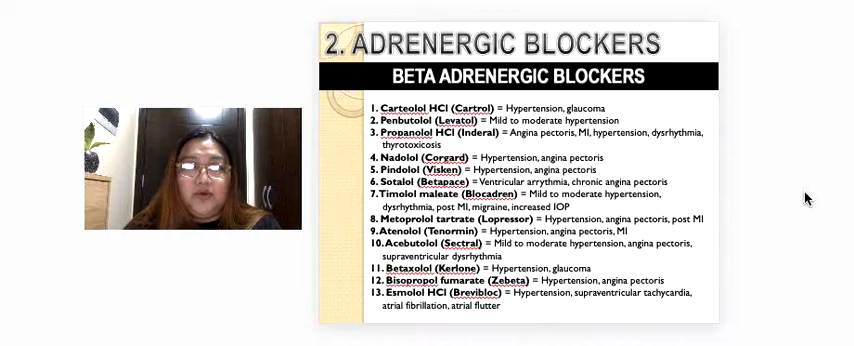 2. ADRENERGIC BLOCKERS
BETA ADRENERGIC BLOCKERS
1. Carteolol HCl (Cartrol) = Hypertension, glaucoma
2. Penbutolol (Levatol) = Mild to moderate hypertension
3. Propanolol HCl (Inderal) = Angina pectoris, MI, hypertension, dysrhythmia,
thyrotoxicosis
4. Nadolol (Corgard) = Hypertension, angina pectoris
5. Pindolol (Visken) = Hypertension, angina pectoris
6. Sotalol (Betapace) = Ventricular arrythmia, chronic angina pectoris
7. Timolol maleate (Blocadren) = Mild to moderate hypertension,
dysrhythmia, post MI, migraine, increased IOP
8. Metoprolol tartrate (Lopressor) = Hypertension, angina pectoris, post MI
9. Atenolol (Tenormin) = Hypertension, angina pectoris, MI
10. Acebutolol (Sectral) = Mild to moderate hypertension, angina pectoris,
supraventricular dysrhythmia
11. Betaxolol (Kerlone) = Hypertension, glaucoma
12. Bisopropol fumarate (Zebeta) = Hypertension, angina pectoris
13. Esmolol HCl (Brevibloc) = Hypertension, supraventricular tachycardia,
atrial fibrillation, atrial flutter